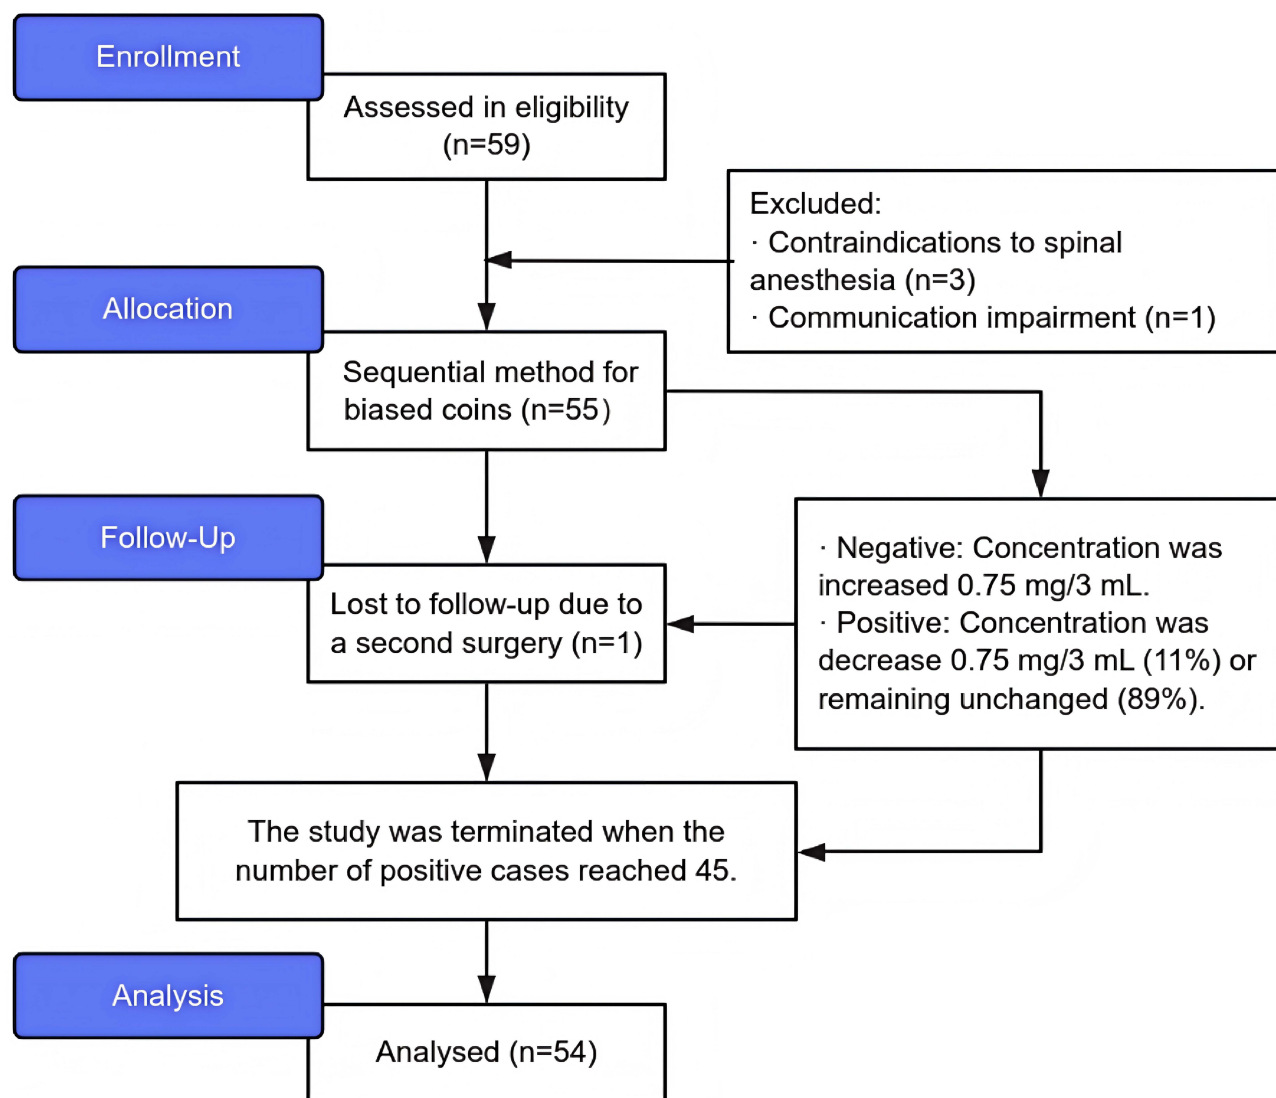 Enrollment
Assessed in eligibility
(n=59)
Excluded:
· Contraindications to spinal
anesthesia (n=3)
· Communication impairment (n=1)
Allocation
Sequential method for
biased coins (n=55)
Follow-Up
· Negative: Concentration was
increased 0.75 mg/3 mL.
· Positive: Concentration was
decrease 0.75 mg/3 mL (11%) or
remaining unchanged (89%).
Lost to follow-up due to
a second surgery (n=1)
The study was terminated when the
number of positive cases reached 45.
Analysis
Analysed (n=54)